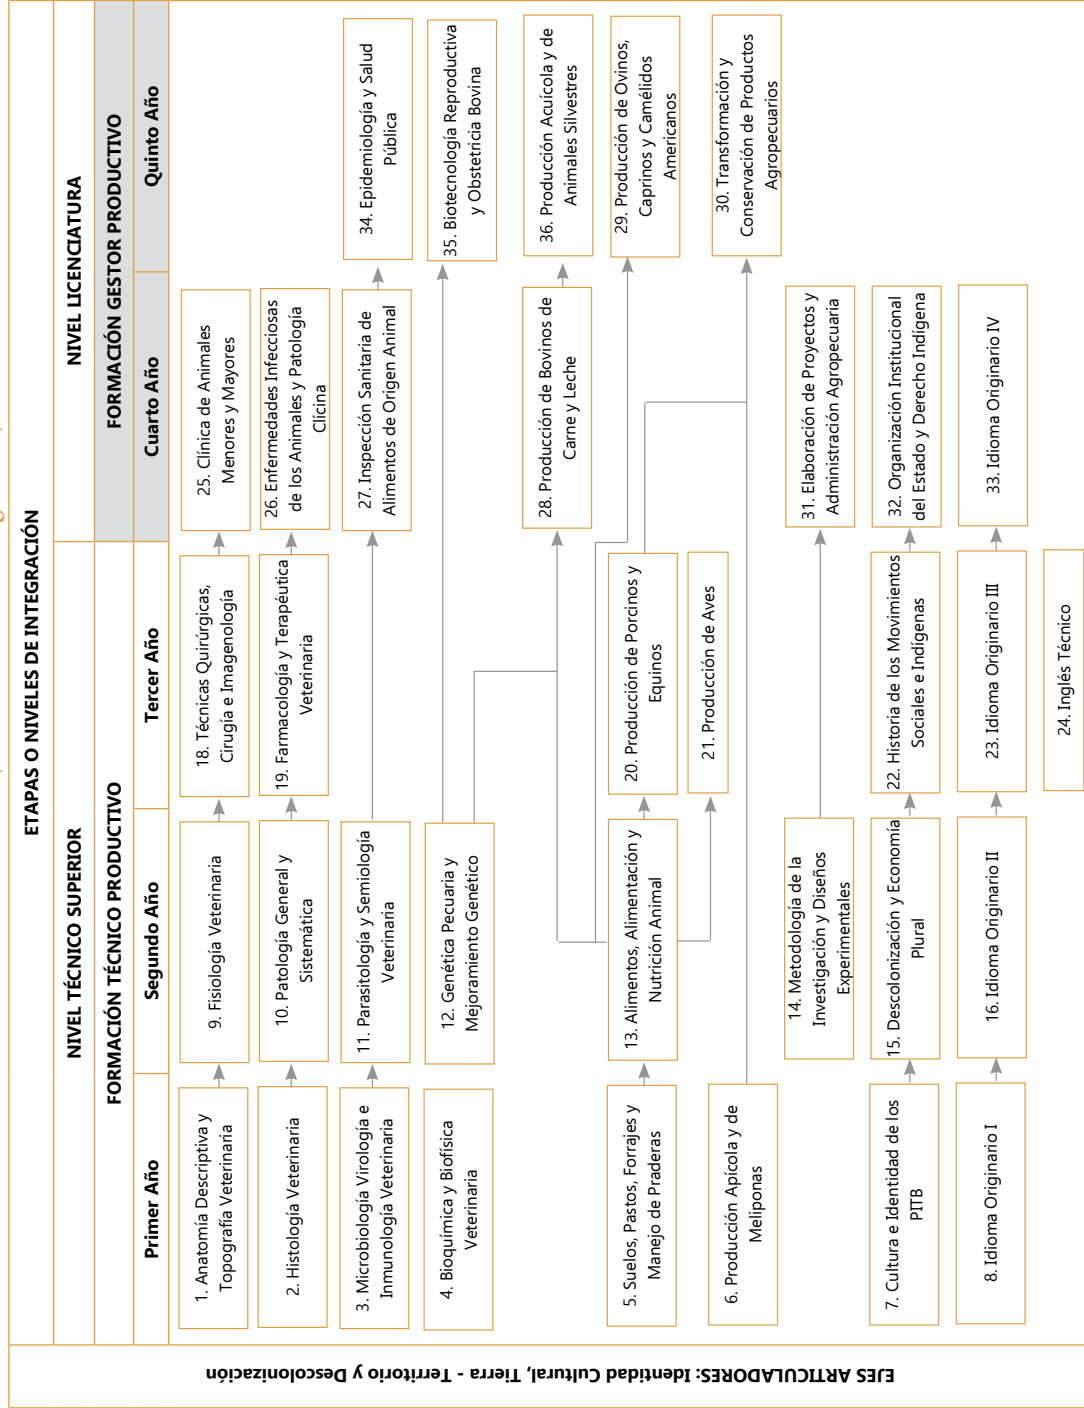 ETAPAS O NIVELES DE INTEGRACIÓN
NIVEL TÉCNICO SUPERIOR
NIVEL LICENCIATURA
FORMACIÓN TÉCNICO PRODUCTIVO
FORMACIÓN GESTOR PRODUCTIVO
Primer Año
Segundo Año
Tercer Año
Cuarto Año
Quinto Año
EJES ARTICULADORES: Identidad Cultural, Tierra - Territorio y Descolonización
1. Anatomía Descriptiva y
Topografía Veterinaria
2. Histología Veterinaria
3. Microbiología Virología e
Inmunología Veterinaria
4. Bioquímica y Biofísica
Veterinaria
5. Suelos, Pastos, Forrajes y
Manejo de Praderas
6. Producción Apícola y de
Meliponas
7. Cultura e Identidad de los
PITB
8. Idioma Originario I
9. Fisiología Veterinaria
10. Patología General y
Sistemática
11. Parasitología y Semiología
Veterinaria
12. Genética Pecuaria y
Mejoramiento Genético
13. Alimentos, Alimentación y
Nutrición Animal
14. Metodología de la
Investigación y Diseños
Experimentales
15. Descolonización y Economía
Plural
16. Idioma Originario II
18. Técnicas Quirúrgicas,
Cirugía e Imagenología
19. Farmacología y Terapéutica
Veterinaria
20. Producción de Porcinos y
Equinos
21. Producción de Aves
22. Historia de los Movimientos
Sociales e Indígenas
23. Idioma Originario III
24. Inglés Técnico
25. Clínica de Animales
Menores y Mayores
26. Enfermedades Infecciosas
de los Animales y Patología
Clícina
27. Inspección Sanitaria de
Alimentos de Origen Animal
28. Producción de Bovinos de
Carne y Leche
31. Elaboración de Proyectos y
Administración Agropecuaria
32. Organización Institucional
del Estado y Derecho Indígena
33. Idioma Originario IV
34. Epidemiología y Salud
Pública
35. Biotecnología Reproductiva
y Obstetricia Bovina
36. Producción Acuícola y de
Animales Silvestres
29. Producción de Ovinos,
Caprinos y Camélidos
Americanos
30. Transformación y
Conservación de Productos
Agropecuarios